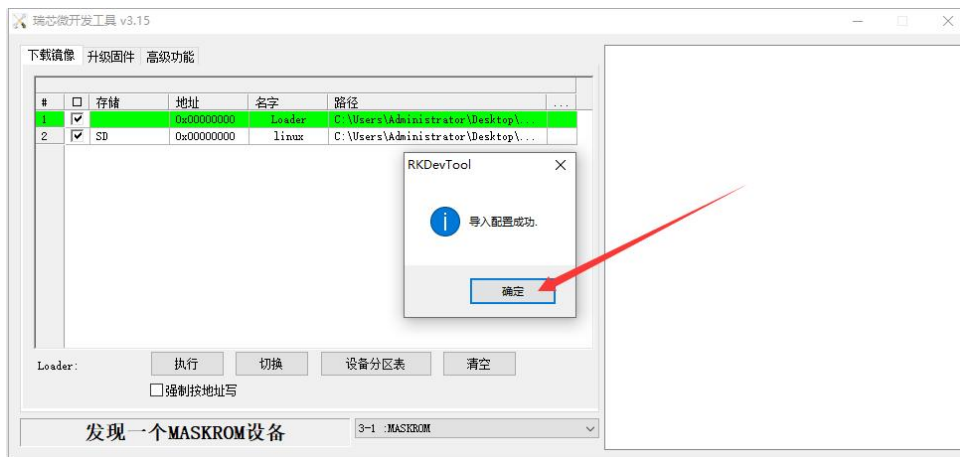 瑞芯微开发工具 v3.15
下载镜像 升级固件 高级功能
# 存储 地址 名字 路径 ...
1 0x00000000 Loader C:\Users\Administrator\Desktop\...
2 SD 0x00000000 linux C:\Users\Administrator\Desktop\...
RKDevTool
导入配置成功.
确定
Loader: 执行 切换 设备分区表 清空
强制按地址写
发现一个MASKROM设备 3-1 :MASKROM